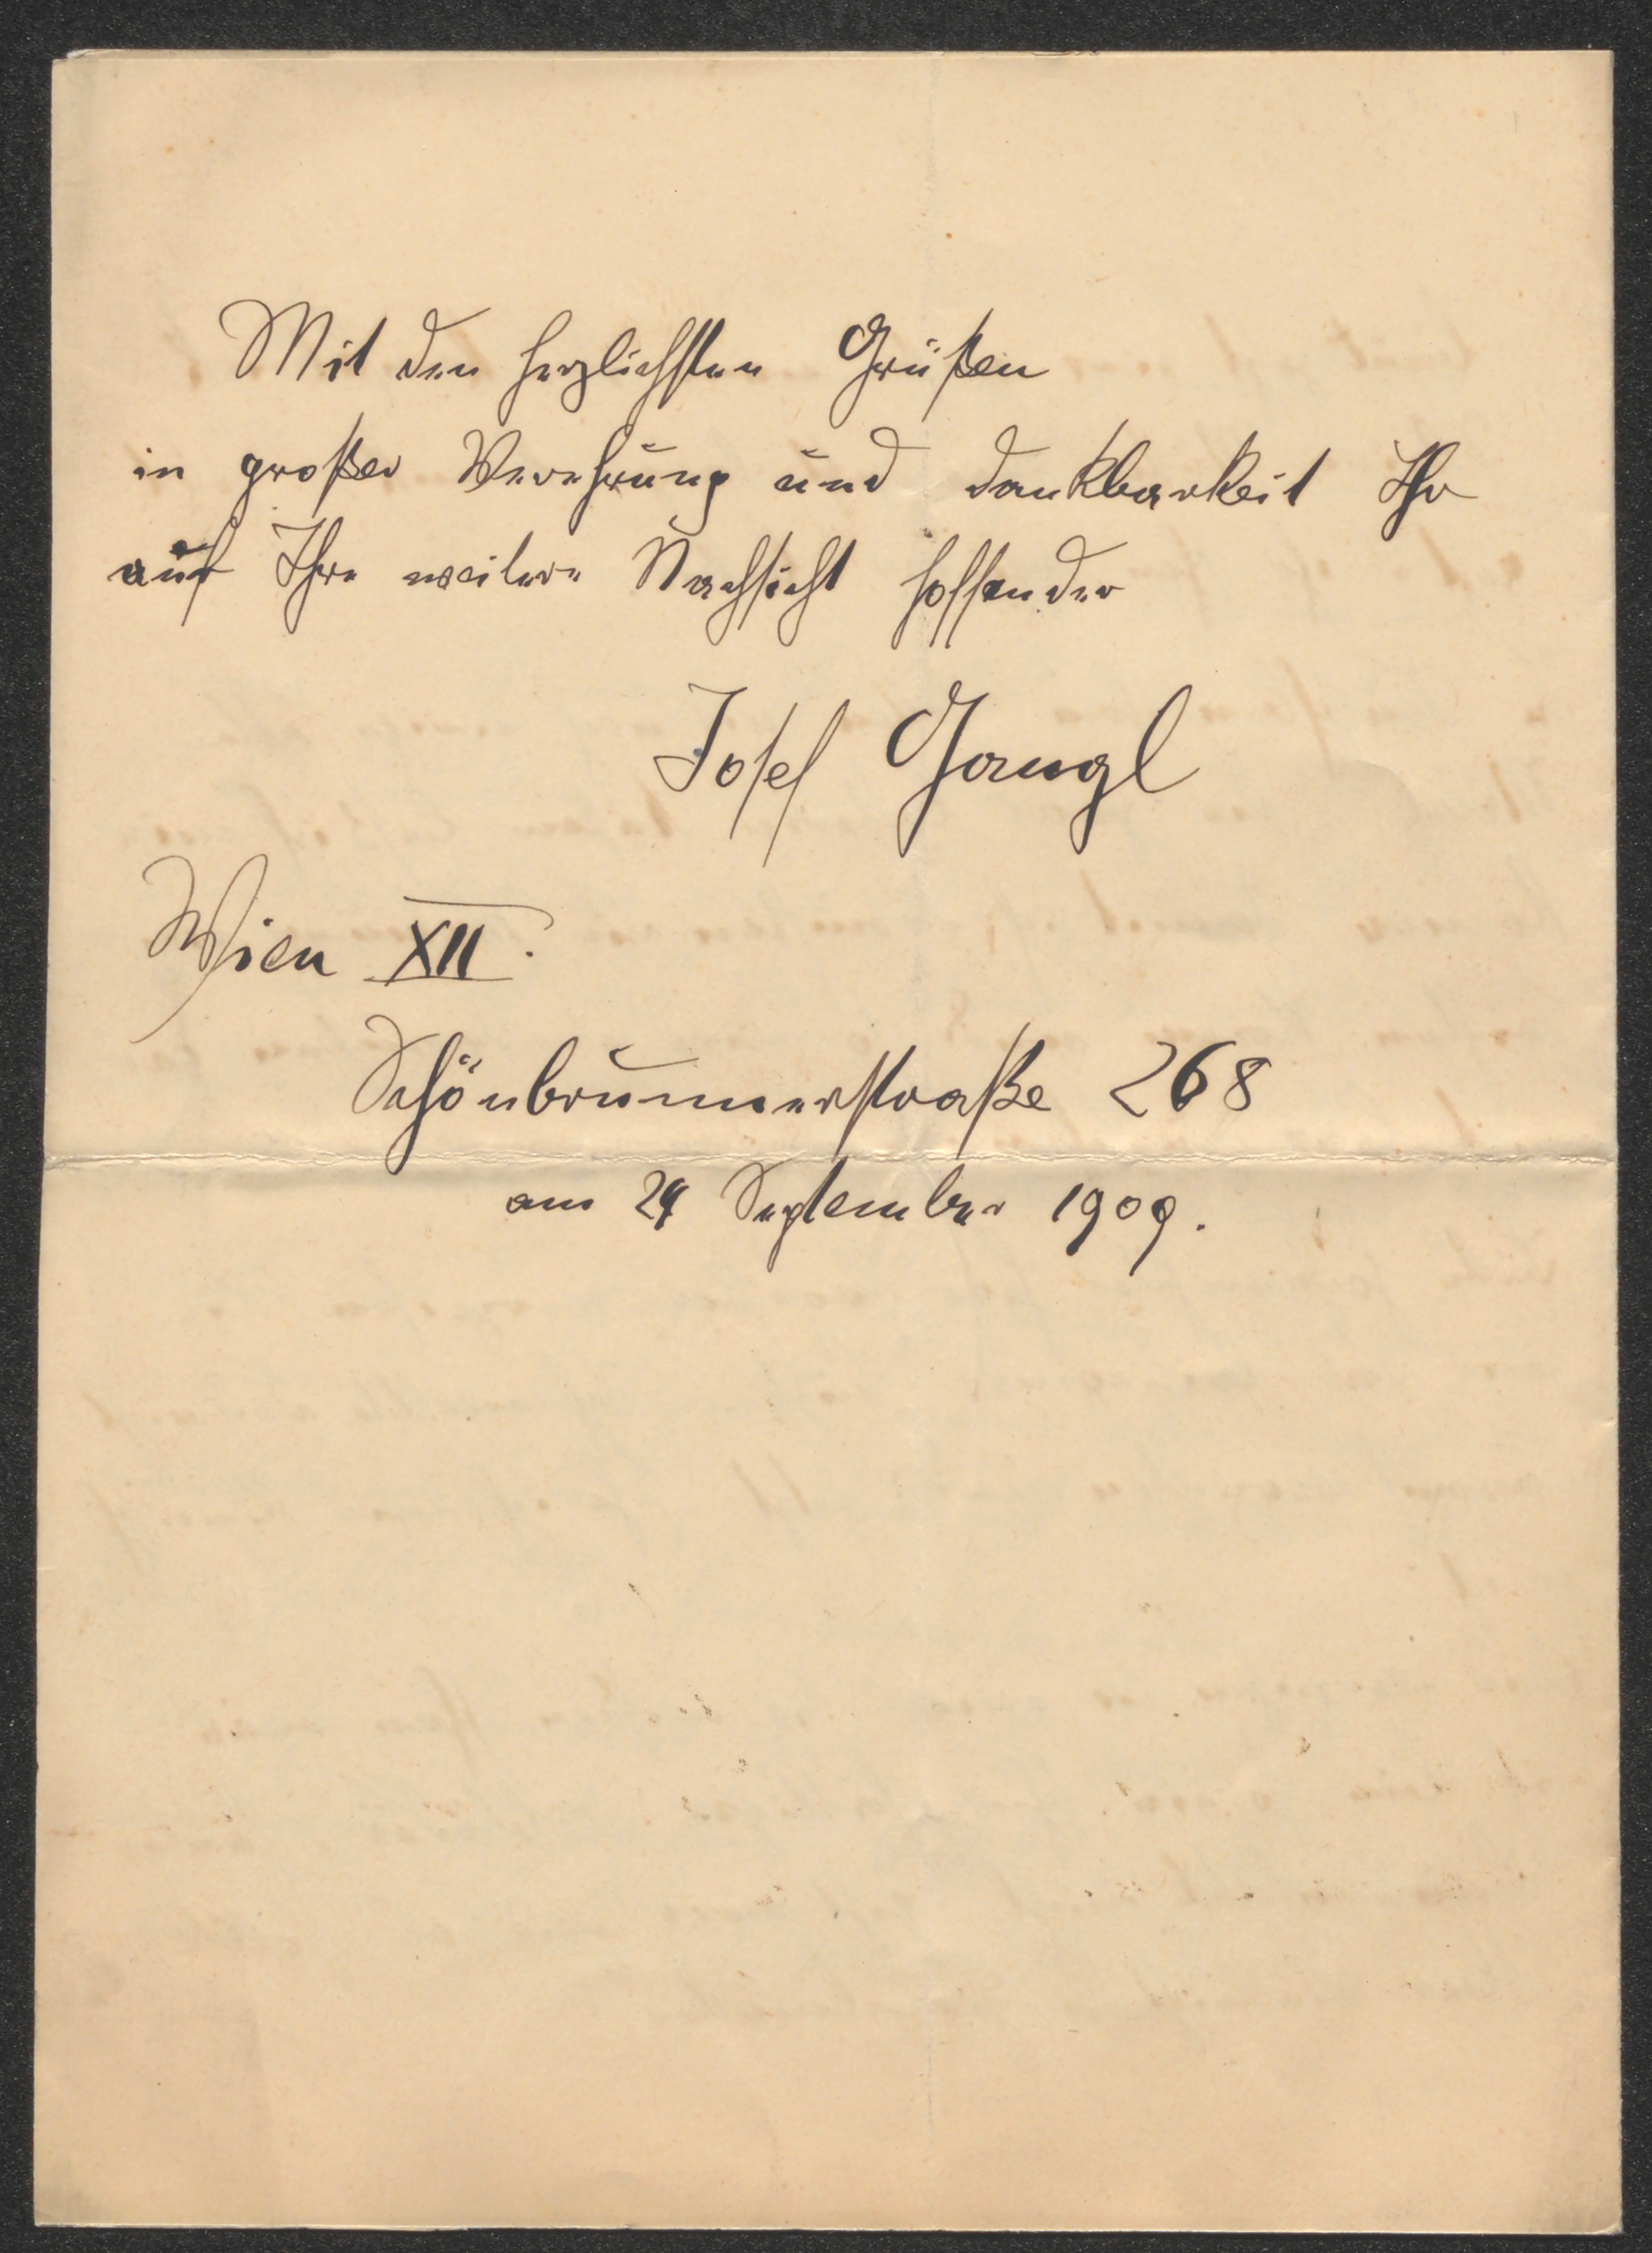 Mit den herzlichsten Grüßen
in großer Verehrung und dankbarkeit Ihr
auf Ihre weitere Nachsicht hoffender
Josef Gangl
Wien XII.
Schönbrunnerstraße 268
am 24 September 1909.